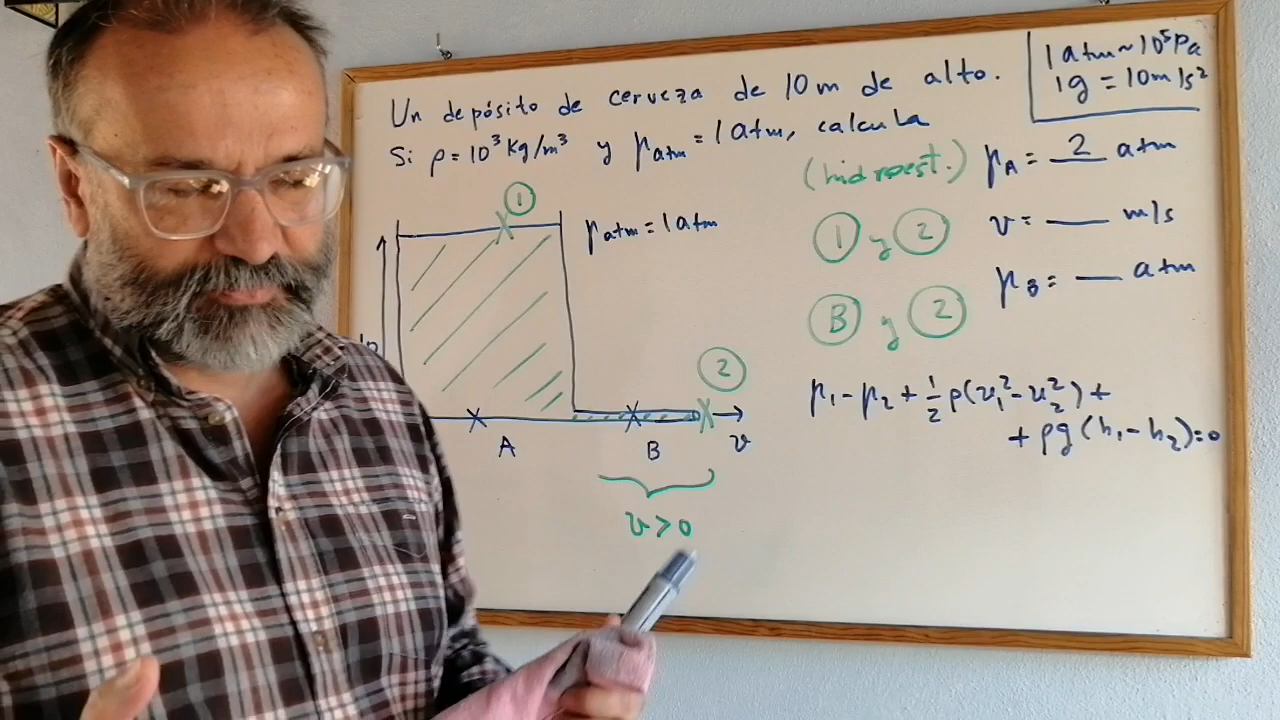 Un depósito de cerveza de 10 m de alto.
Si ρ = 10³ Kg/m³ y p_atm = 1 atm, calcula
1 atm ~ 10⁵ Pa
1g = 10 m/s²
(hidroest.) p_A = 2 atm
① y ② v = ___ m/s
Ⓑ y ② p_B = ___ atm
①
p_atm = 1 atm
②
A
B
v
v > 0
p₁ - p₂ + ½ ρ(v₁² - v₂²) +
+ ρg (h₁ - h₂) = 0